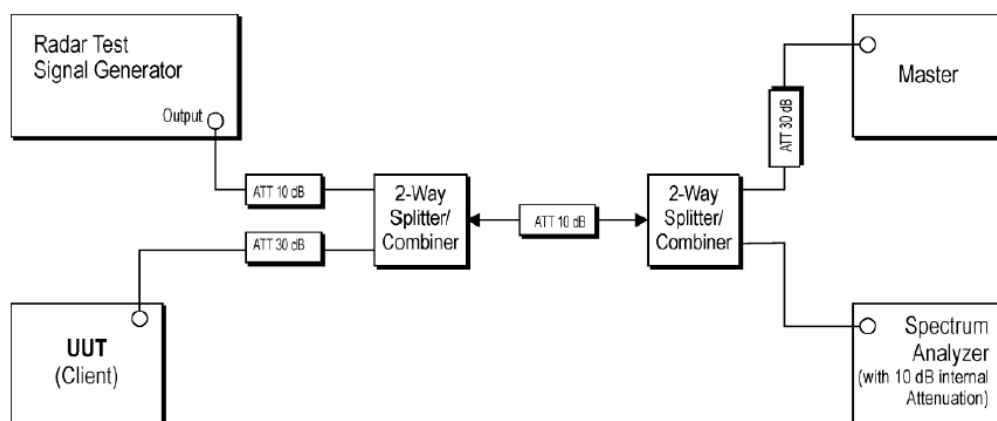 Radar Test
Signal Generator
Output
ATT 10 dB
ATT 30 dB
UUT
(Client)
2-Way
Splitter/
Combiner
ATT 10 dB
2-Way
Splitter/
Combiner
ATT 30 dB
Master
Spectrum
Analyzer
(with 10 dB internal
Attenuation)